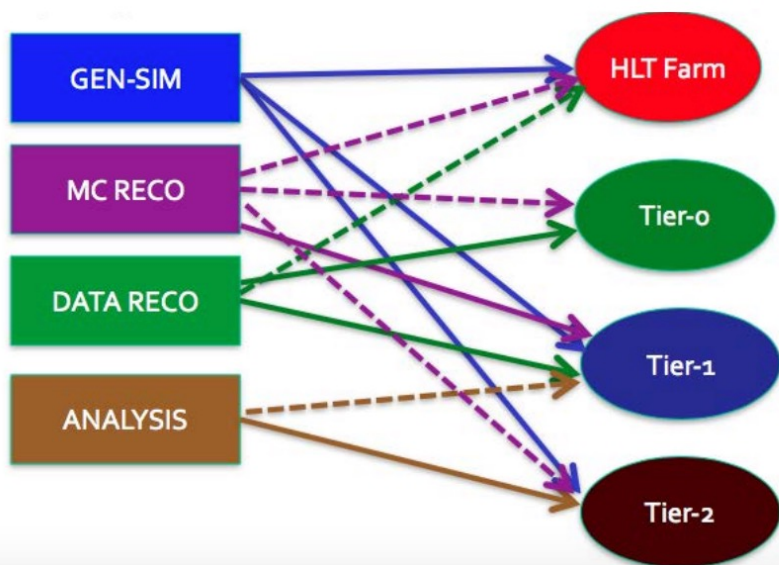 GEN-SIM
MC RECO
DATA RECO
ANALYSIS
HLT Farm
Tier-0
Tier-1
Tier-2